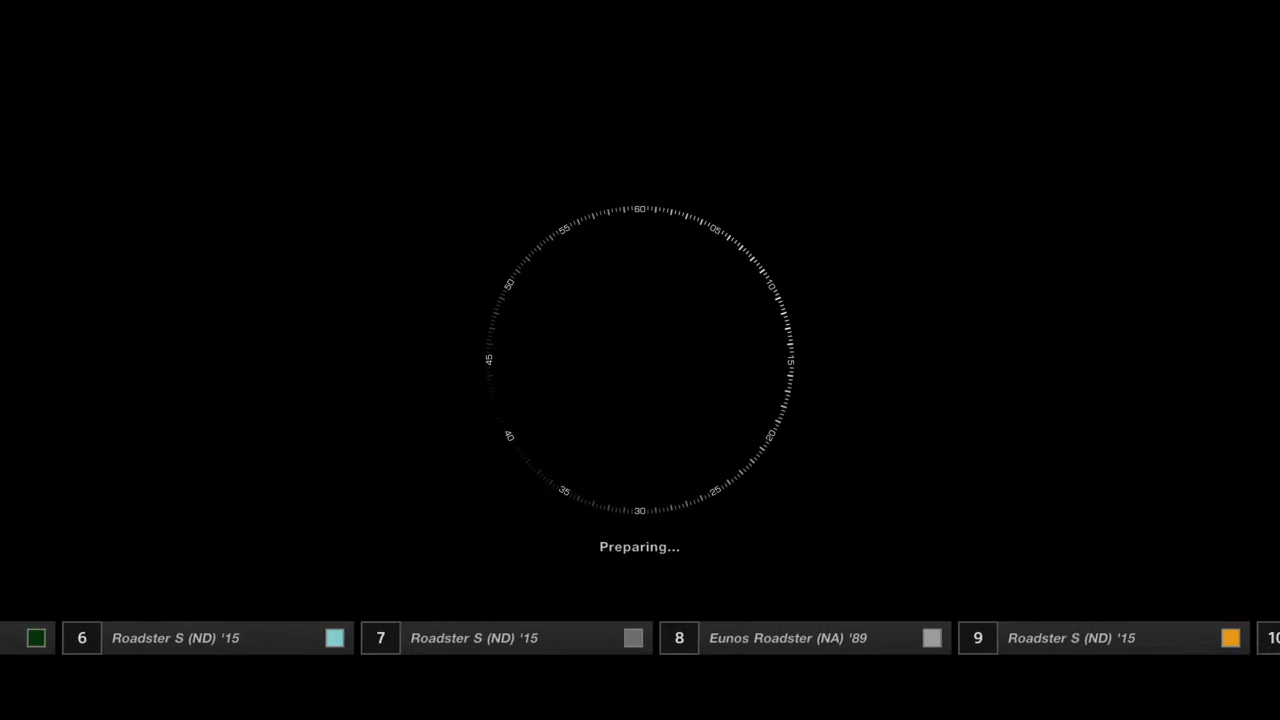 60
05
10
15
20
25
30
35
40
45
50
55
Preparing...
6 Roadster S (ND) '15
7 Roadster S (ND) '15
8 Eunos Roadster (NA) '89
9 Roadster S (ND) '15
10